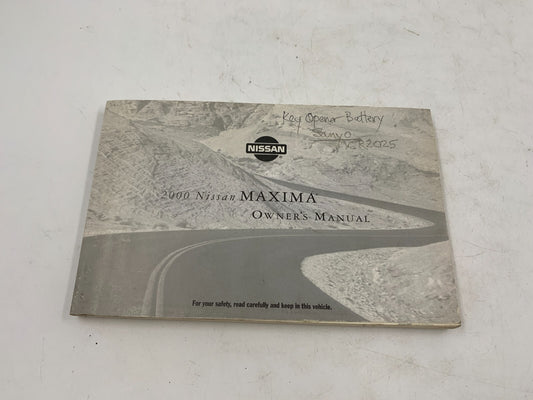 Key Opener Battery
Sanyo
CR2025
NISSAN
2000 Nissan MAXIMA
OWNER'S MANUAL
For your safety, read carefully and keep in this vehicle.